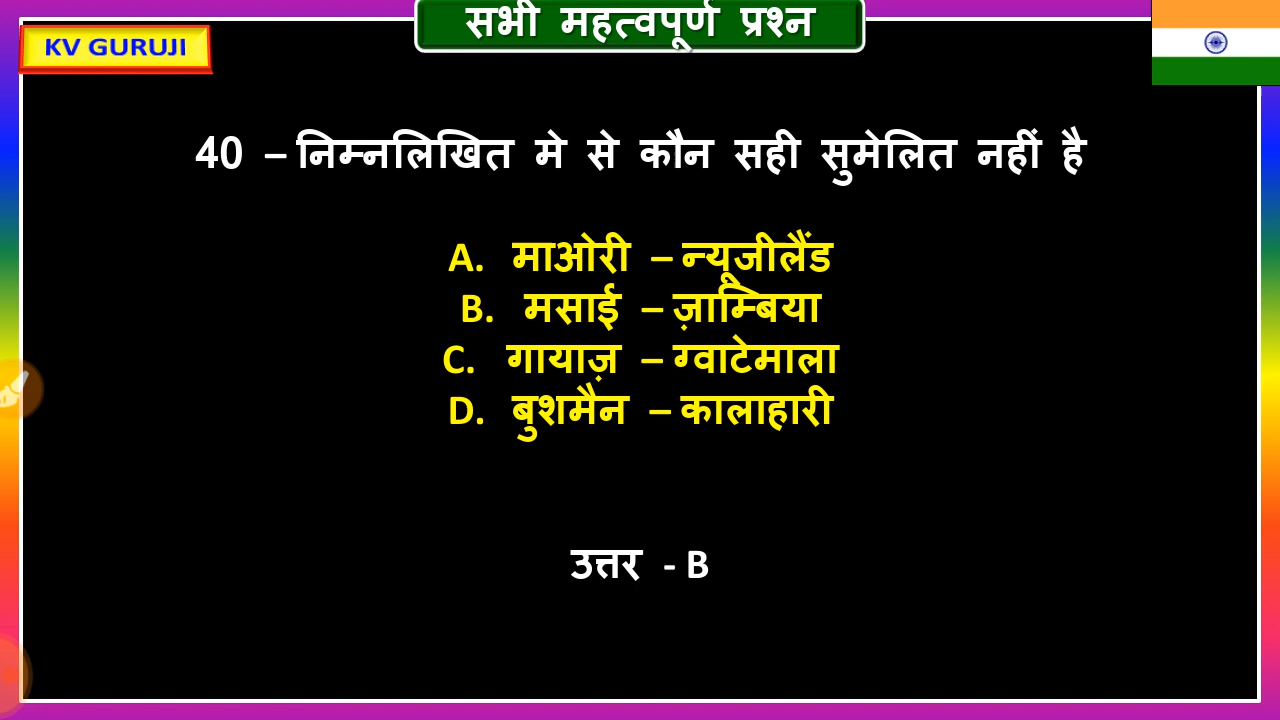 सभी महत्वपूर्ण प्रश्न
KV GURUJI
40 – निम्नलिखित मे से कौन सही सुमेलित नहीं है
A. माओरी – न्यूजीलैंड
B. मसाई – ज़ाम्बिया
C. गायाज़ – ग्वाटेमाला
D. बुशमैन – कालाहारी
उत्तर - B